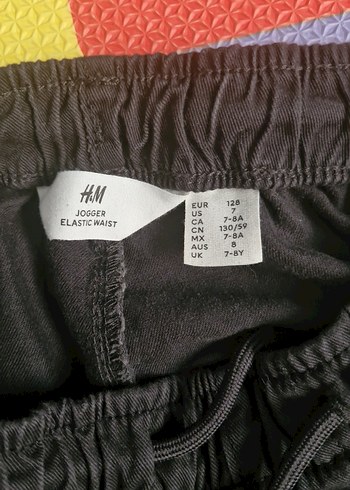 H&M
JOGGER
ELASTIC WAIST
EUR 128
US 7
CA 7-8A
CN 130/59
MX 7-8A
AUS 8
UK 7-8Y